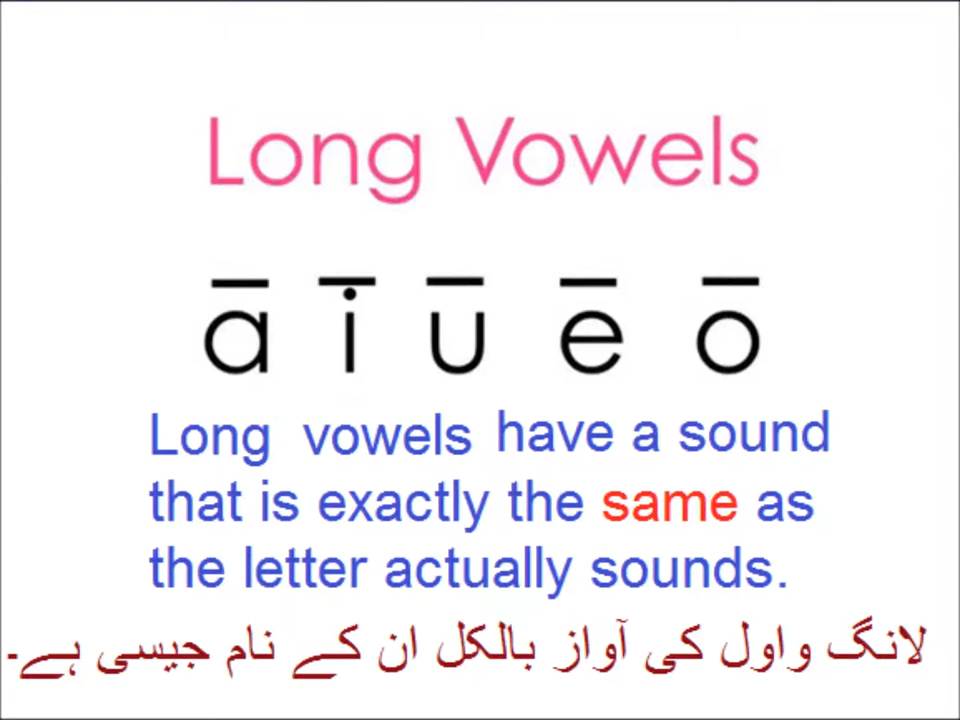 Long Vowels
ā ī ū ē ō
Long vowels have a sound
that is exactly the same as
the letter actually sounds.
لانگ واول کی آواز بالکل ان کے نام جیسی ہے۔